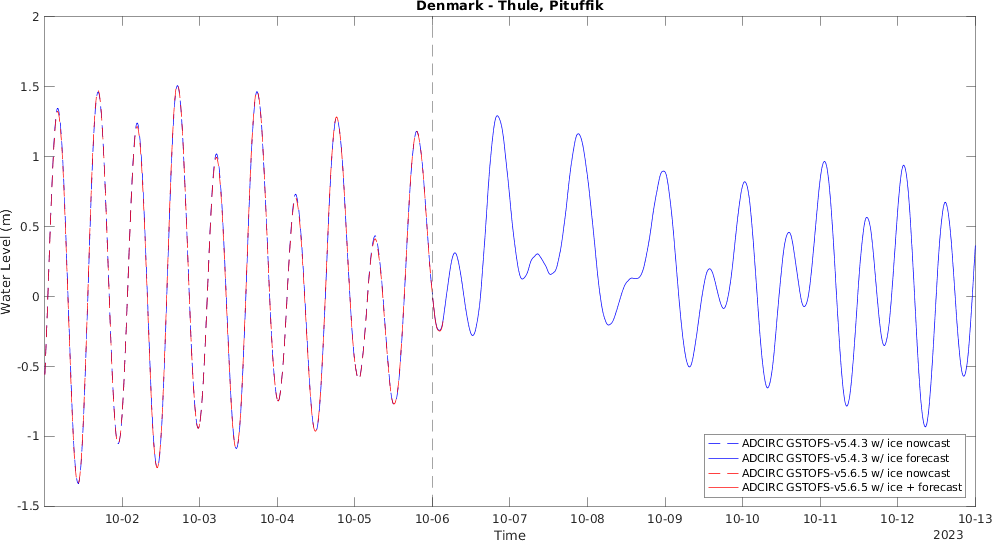 Denmark - Thule, Pituffik
2
1.5
1
0.5
0
-0.5
-1
-1.5
Water Level (m)
ADCIRC GSTOFS-v5.4.3 w/ ice nowcast
ADCIRC GSTOFS-v5.4.3 w/ ice forecast
ADCIRC GSTOFS-v5.6.5 w/ ice nowcast
ADCIRC GSTOFS-v5.6.5 w/ ice + forecast
10-02 10-03 10-04 10-05 10-06 10-07 10-08 10-09 10-10 10-11 10-12 10-13
Time
2023